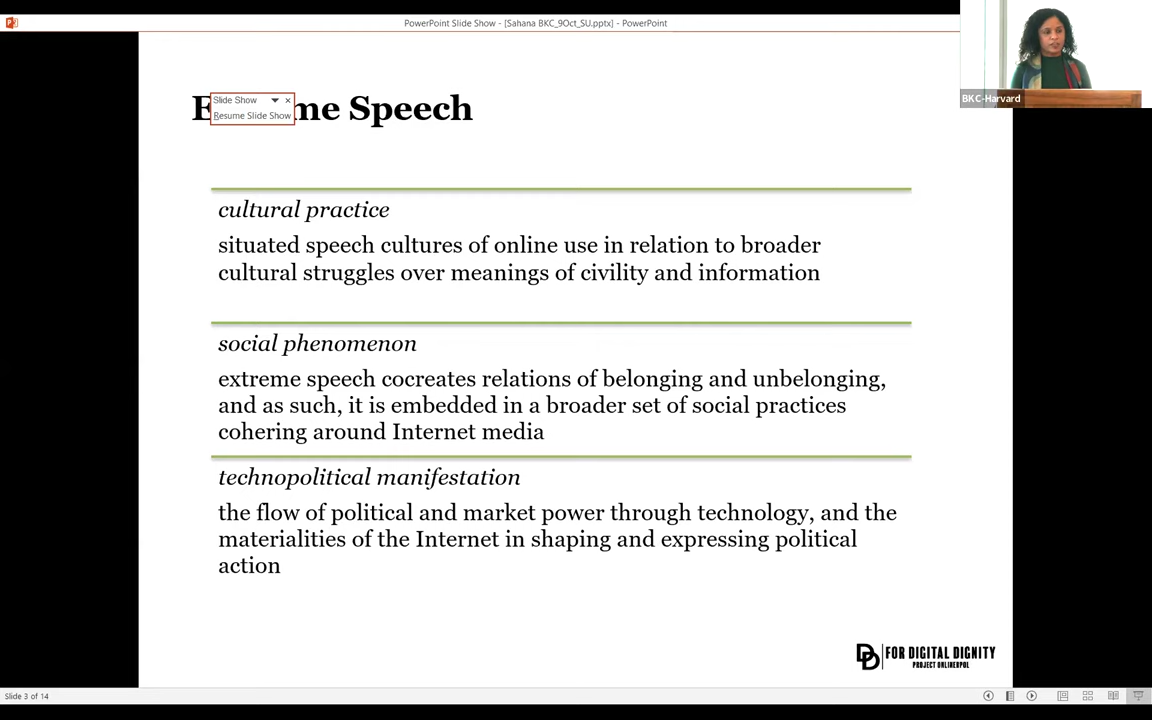 PowerPoint Slide Show - [Sahana BKC_9Oct_SU.pptx] - PowerPoint
BKC-Harvard
Slide Show
Resume Slide Show
E me Speech
cultural practice
situated speech cultures of online use in relation to broader
cultural struggles over meanings of civility and information
social phenomenon
extreme speech cocreates relations of belonging and unbelonging,
and as such, it is embedded in a broader set of social practices
cohering around Internet media
technopolitical manifestation
the flow of political and market power through technology, and the
materialities of the Internet in shaping and expressing political
action
DD FOR DIGITAL DIGNITY
PROJECT ONLINERPOL
Slide 3 of 14